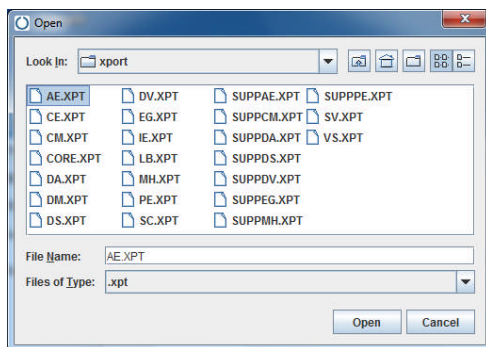 Open
Look In: xport
AE.XPT DV.XPT SUPPAE.XPT SUPPPE.XPT
CE.XPT EG.XPT SUPPCM.XPT SV.XPT
CM.XPT IE.XPT SUPPDA.XPT VS.XPT
CORE.XPT LB.XPT SUPPDS.XPT
DA.XPT MH.XPT SUPPDV.XPT
DM.XPT PE.XPT SUPPEG.XPT
DS.XPT SC.XPT SUPPMH.XPT
File Name: AE.XPT
Files of Type: .xpt
Open Cancel